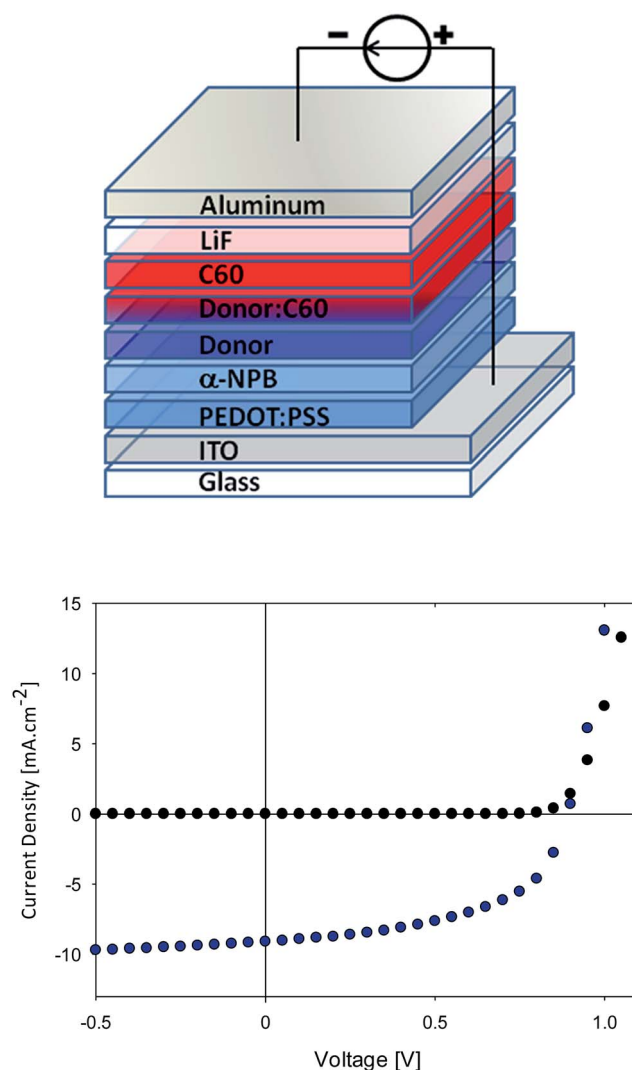 − +
Aluminum
LiF
C60
Donor:C60
Donor
α-NPB
PEDOT:PSS
ITO
Glass
15
10
5
0
-5
-10
Current Density [mA.cm-2]
-0.5 0 0.5 1.0
Voltage [V]